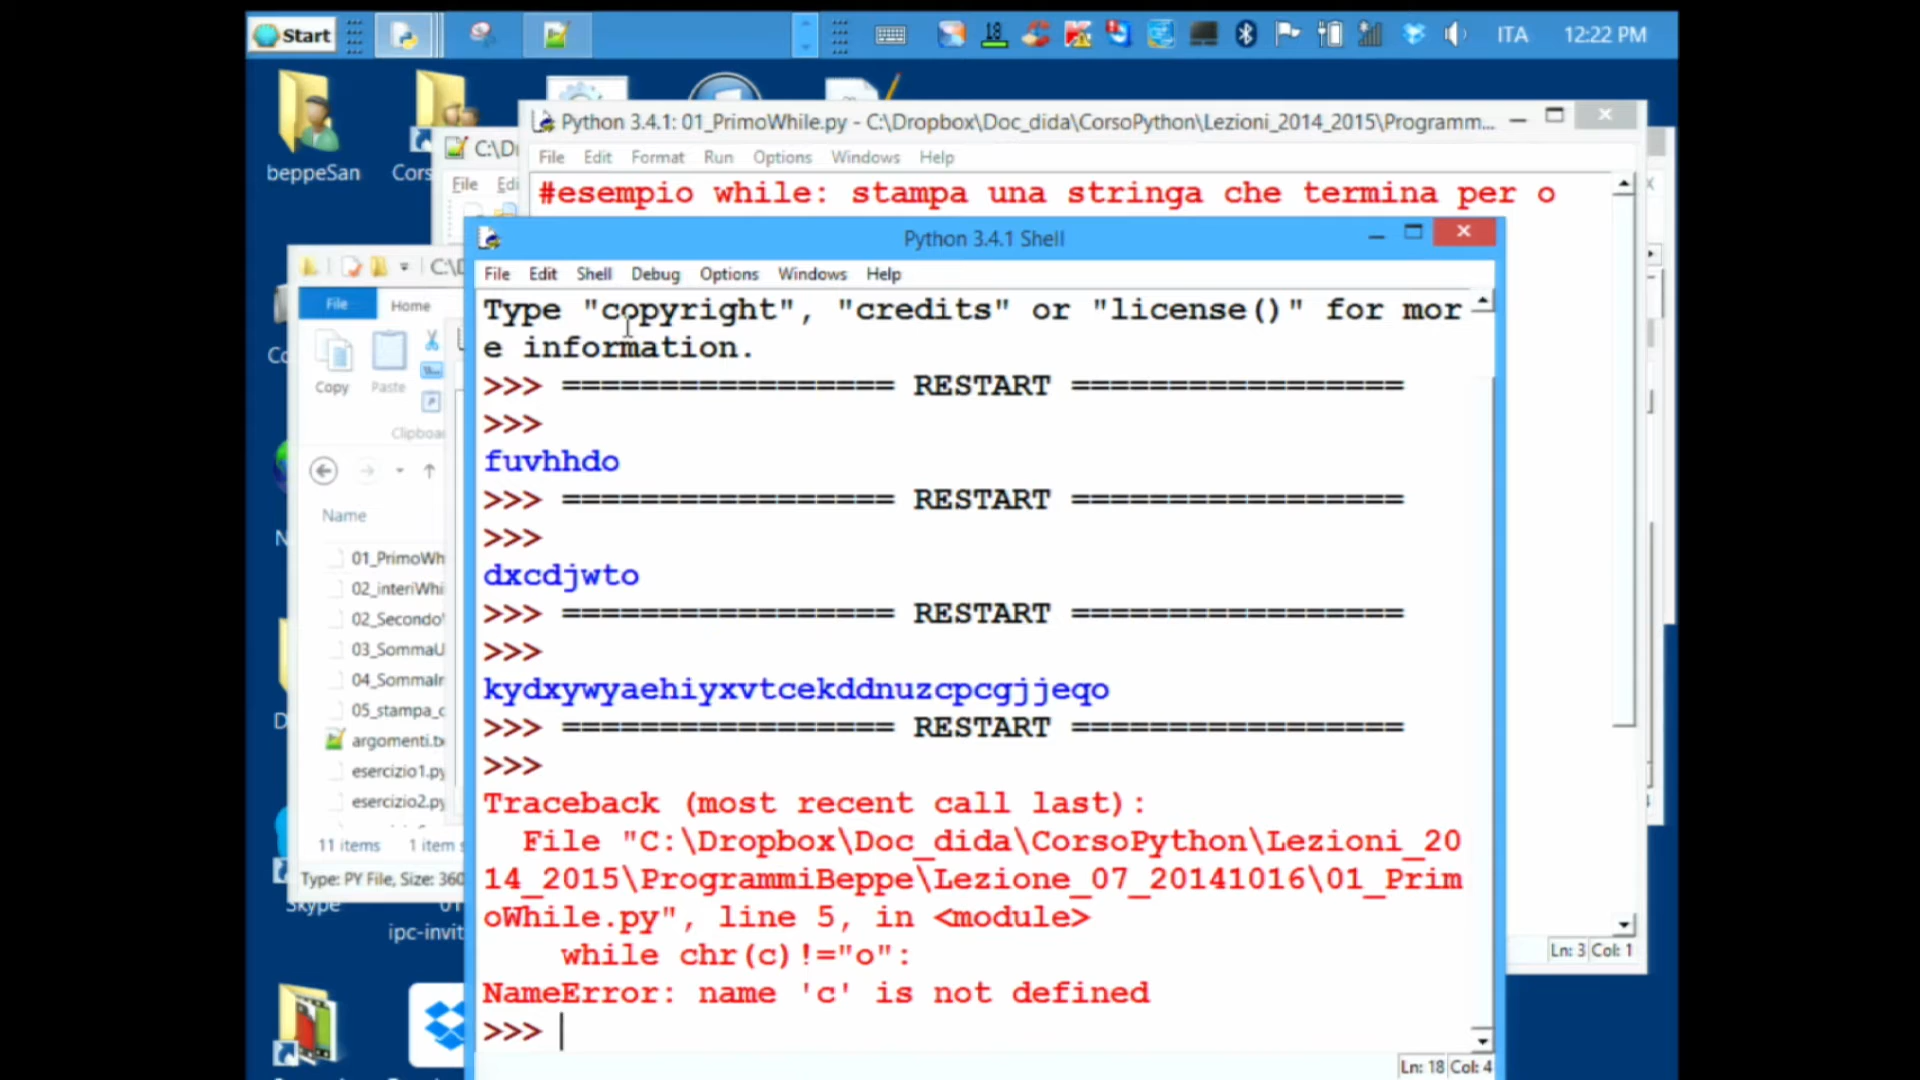 Start
18
ITA
12:22 PM
beppeSan
Python 3.4.1: 01_PrimoWhile.py - C:\Dropbox\Doc_dida\CorsoPython\Lezioni_2014_2015\Programm...
File Edit Format Run Options Windows Help
#esempio while: stampa una stringa che termina per o
File
Python 3.4.1 Shell
File Edit Shell Debug Options Windows Help
Type "copyright", "credits" or "license()" for mor
e information.
>>> ================= RESTART =================
>>>
fuvhhdo
>>> ================= RESTART =================
>>>
dxcdjwto
>>> ================= RESTART =================
>>>
kydxywyaehiyxvtcekddnuzcpcgjjeqo
>>> ================= RESTART =================
>>>
Traceback (most recent call last):
  File "C:\Dropbox\Doc_dida\CorsoPython\Lezioni_20
14_2015\ProgrammiBeppe\Lezione_07_20141016\01_Prim
oWhile.py", line 5, in <module>
    while chr(c)!="o":
NameError: name 'c' is not defined
>>>
Ln: 18 Col: 4
Ln: 3 Col: 1
File Home
Copy Paste
Name
01_PrimoWh
02_interiWhi
02_Secondo
03_SommaU
04_SommaIn
05_stampa_c
argomenti.tx
esercizio1.py
esercizio2.py
11 items 1 item s
Type: PY File, Size: 360
Skype
ipc-invit